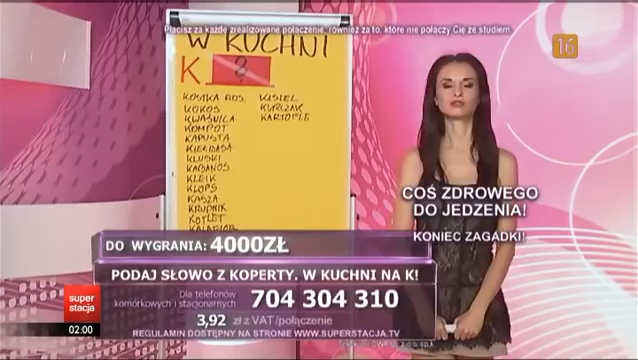 Płacisz za każde zrealizowane połączenie, również za to, które nie połączy Cię ze studiem.
W KUCHNI
16
K ?
KOSTKA ROS. KISIEL
KOKOS KURCZAK
KWAŚNICA KARTOFLE
KOMPOT
KAPUSTA
KIEŁBASA
KLUSKI
KABANOS
KLEIK
KLOPS
KASZA
KRUPNIK
KOTLET
COŚ ZDROWEGO
DO JEDZENIA!
KONIEC ZAGADKI!
DO WYGRANIA: 4000ZŁ
PODAJ SŁOWO Z KOPERTY. W KUCHNI NA K!
Dla telefonów
komórkowych i stacjonarnych 704 304 310
3,92 zł z VAT/połączenie
REGULAMIN DOSTĘPNY NA STRONIE WWW.SUPERSTACJA.TV
super
stacja
02:00